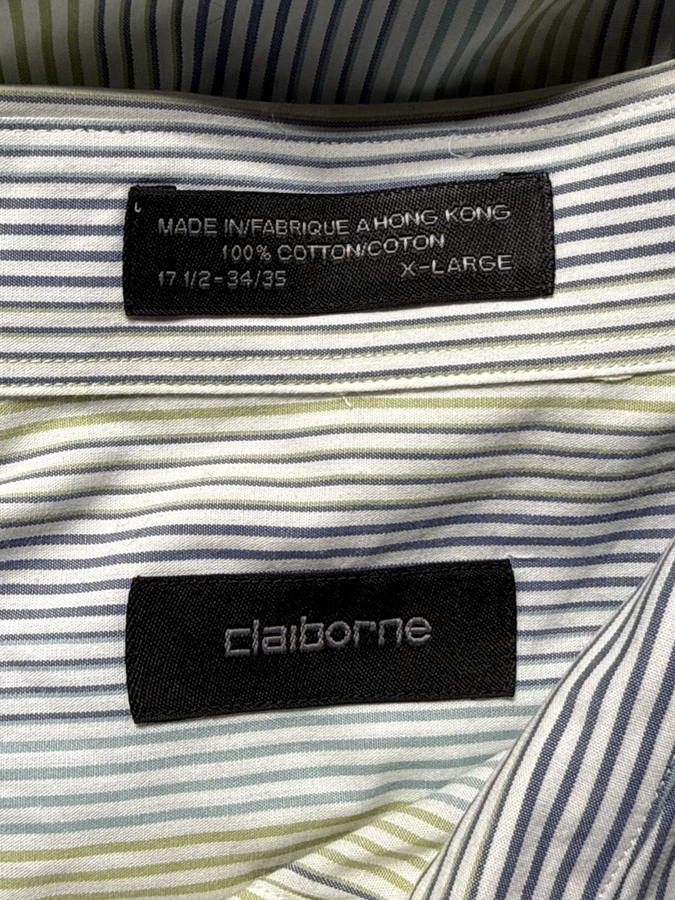 MADE IN/FABRIQUE A HONG KONG
100% COTTON/COTON
17 1/2-34/35 X-LARGE
claiborne